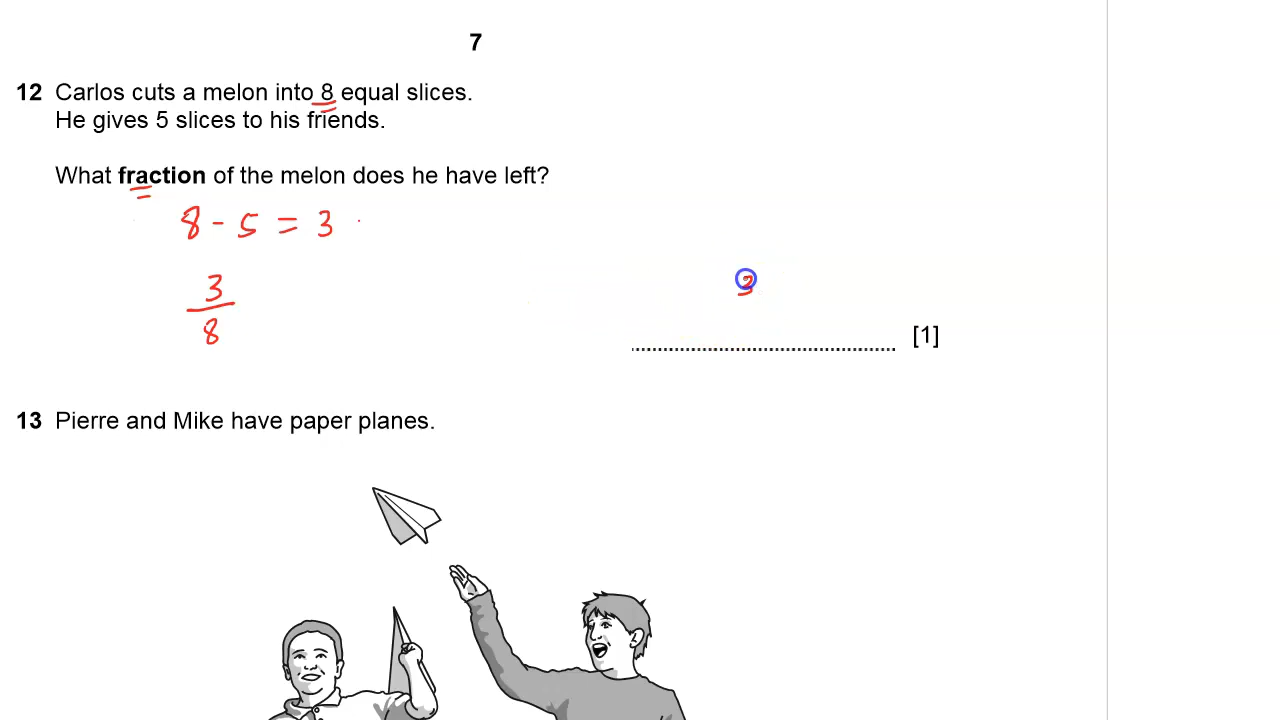 7
12 Carlos cuts a melon into 8 equal slices.
He gives 5 slices to his friends.
What fraction of the melon does he have left?
8 - 5 = 3
3
8
3
[1]
13 Pierre and Mike have paper planes.